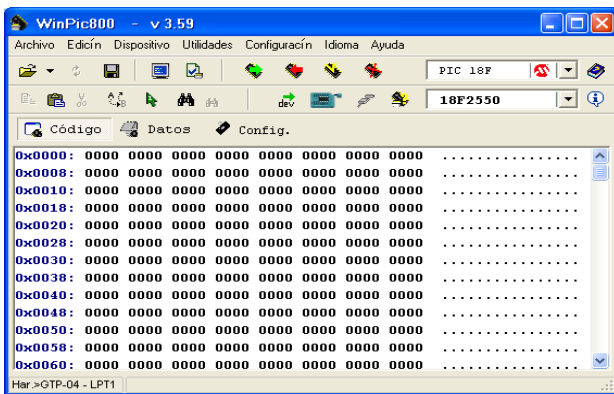 WinPic800 - v 3.59
Archivo Edicín Dispositivo Utilidades Configuracín Idioma Ayuda
PIC 18F
dev 18F2550
Código Datos Config.
0x0000: 0000 0000 0000 0000 0000 0000 0000 0000 ................
0x0008: 0000 0000 0000 0000 0000 0000 0000 0000 ................
0x0010: 0000 0000 0000 0000 0000 0000 0000 0000 ................
0x0018: 0000 0000 0000 0000 0000 0000 0000 0000 ................
0x0020: 0000 0000 0000 0000 0000 0000 0000 0000 ................
0x0028: 0000 0000 0000 0000 0000 0000 0000 0000 ................
0x0030: 0000 0000 0000 0000 0000 0000 0000 0000 ................
0x0038: 0000 0000 0000 0000 0000 0000 0000 0000 ................
0x0040: 0000 0000 0000 0000 0000 0000 0000 0000 ................
0x0048: 0000 0000 0000 0000 0000 0000 0000 0000 ................
0x0050: 0000 0000 0000 0000 0000 0000 0000 0000 ................
0x0058: 0000 0000 0000 0000 0000 0000 0000 0000 ................
0x0060: 0000 0000 0000 0000 0000 0000 0000 0000 ................
Har.>GTP-04 - LPT1